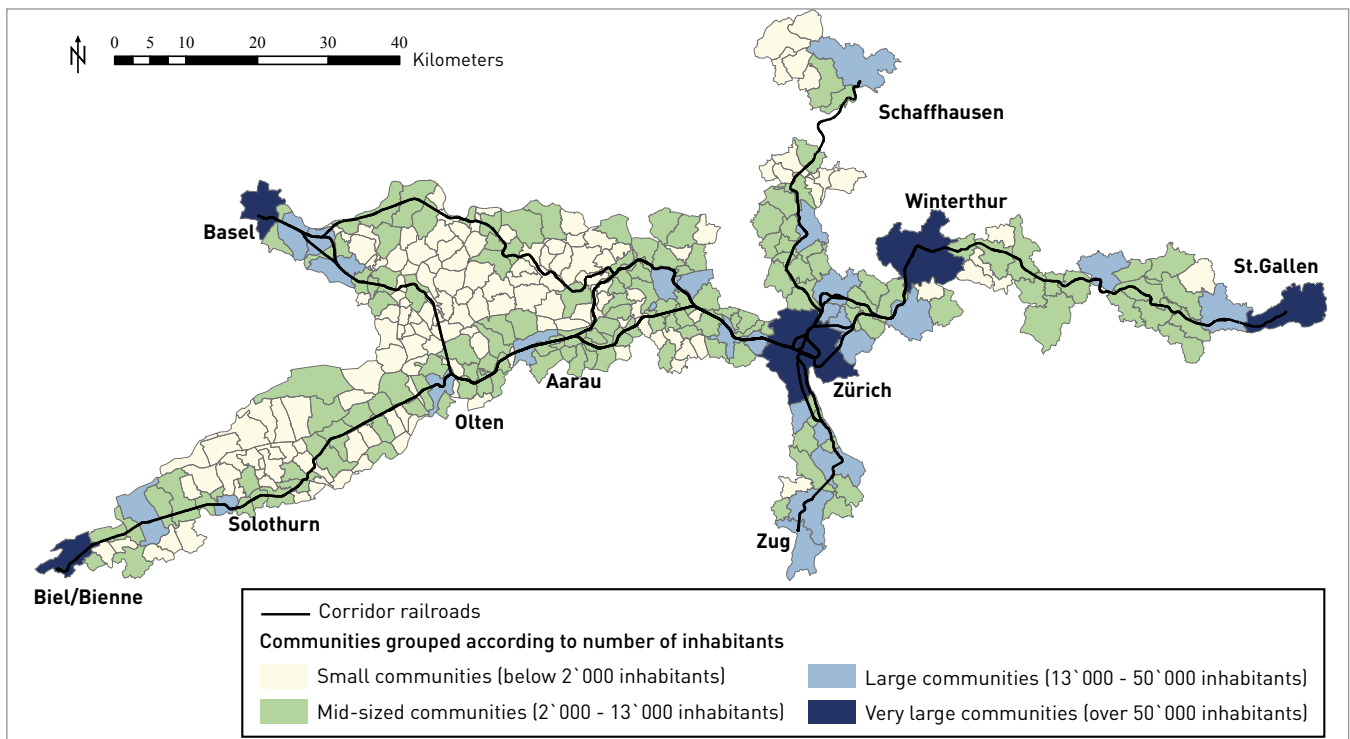 N
0 5 10 20 30 40
Kilometers
Schaffhausen
Winterthur
Basel
St.Gallen
Zürich
Aarau
Olten
Solothurn
Zug
Biel/Bienne
Corridor railroads
Communities grouped according to number of inhabitants
Small communities (below 2`000 inhabitants)
Mid-sized communities (2`000 - 13`000 inhabitants)
Large communities (13`000 - 50`000 inhabitants)
Very large communities (over 50`000 inhabitants)